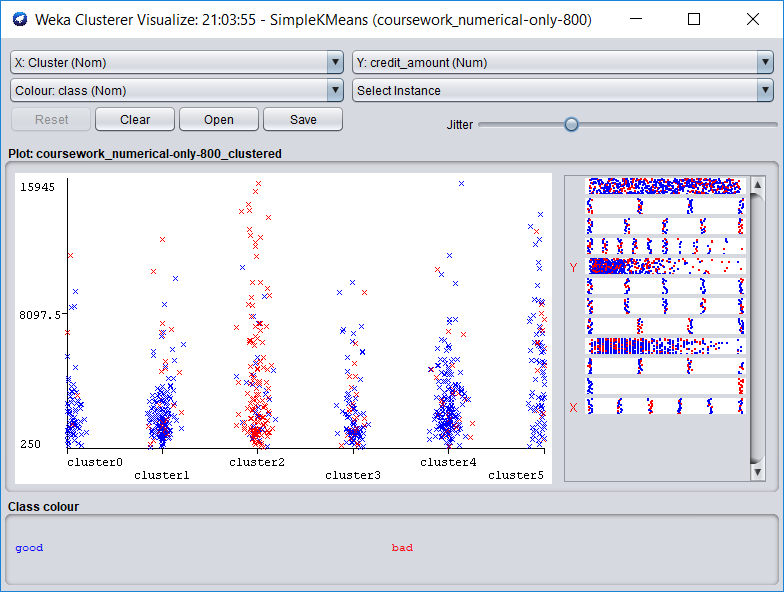 Weka Clusterer Visualize: 21:03:55 - SimpleKMeans (coursework_numerical-only-800)
X: Cluster (Nom)
Y: credit_amount (Num)
Colour: class (Nom)
Select Instance
Reset
Clear
Open
Save
Jitter
Plot: coursework_numerical-only-800_clustered
15945
8097.5
250
cluster0
cluster1
cluster2
cluster3
cluster4
cluster5
Y
X
Class colour
good
bad